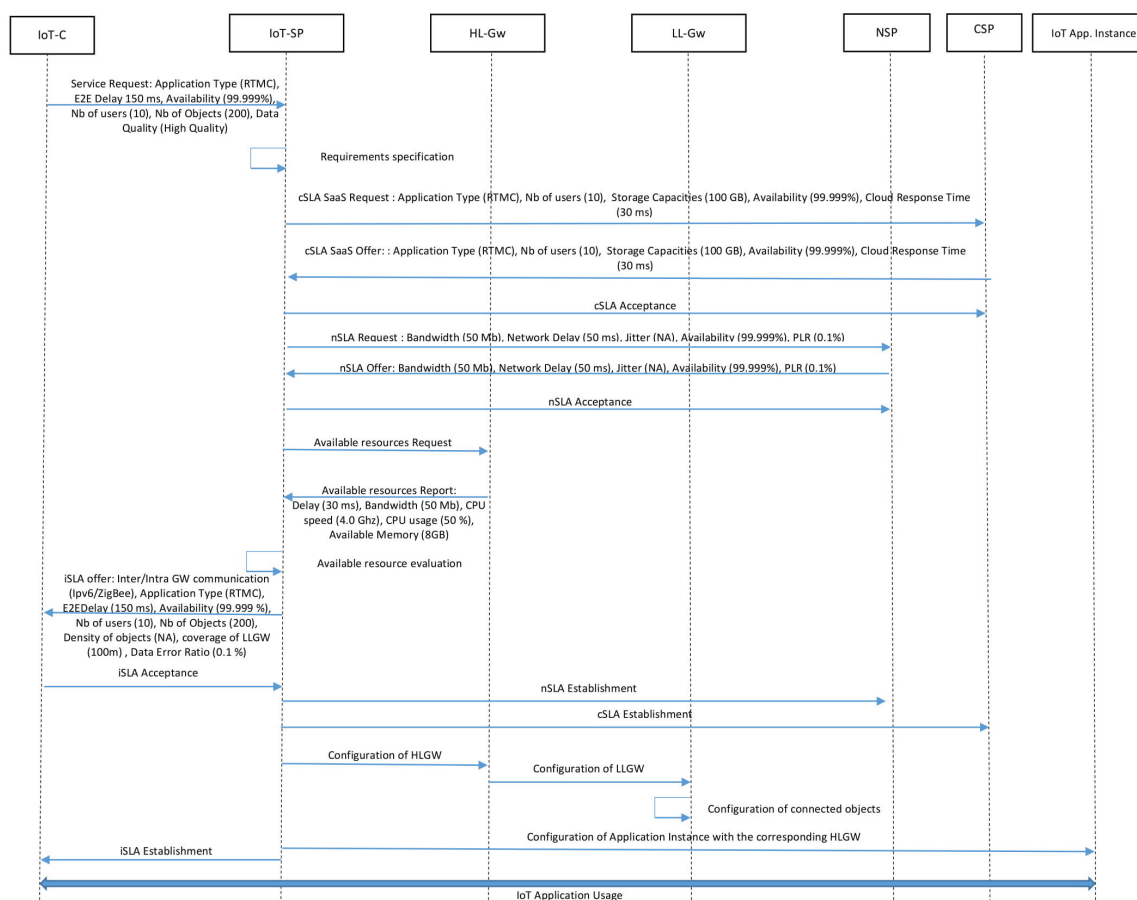 IoT-C
IoT-SP
HL-Gw
LL-Gw
NSP
CSP
IoT App. Instance
Service Request: Application Type (RTMC),
E2E Delay 150 ms, Availability (99.999%),
Nb of users (10), Nb of Objects (200), Data
Quality (High Quality)
Requirements specification
cSLA SaaS Request : Application Type (RTMC), Nb of users (10), Storage Capacities (100 GB), Availability (99.999%), Cloud Response Time
(30 ms)
cSLA SaaS Offer: : Application Type (RTMC), Nb of users (10), Storage Capacities (100 GB), Availability (99.999%), Cloud Response Time
(30 ms)
cSLA Acceptance
nSLA Request : Bandwidth (50 Mb), Network Delay (50 ms), Jitter (NA), Availability (99.999%), PLR (0.1%)
nSLA Offer: Bandwidth (50 Mb), Network Delay (50 ms), Jitter (NA), Availability (99.999%), PLR (0.1%)
nSLA Acceptance
Available resources Request
Available resources Report:
Delay (30 ms), Bandwidth (50 Mb), CPU
speed (4.0 Ghz), CPU usage (50 %),
Available Memory (8GB)
Available resource evaluation
iSLA offer: Inter/Intra GW communication
(Ipv6/ZigBee), Application Type (RTMC),
E2EDelay (150 ms), Availability (99.999 %),
Nb of users (10), Nb of Objects (200),
Density of objects (NA), coverage of LLGW
(100m) , Data Error Ratio (0.1 %)
iSLA Acceptance
nSLA Establishment
cSLA Establishment
Configuration of HLGW
Configuration of LLGW
Configuration of connected objects
Configuration of Application Instance with the corresponding HLGW
iSLA Establishment
IoT Application Usage